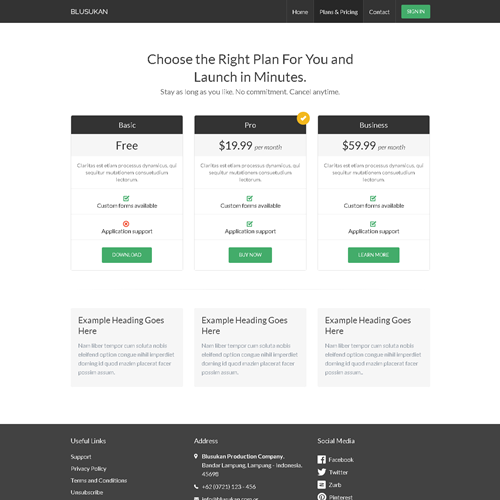 BLUSUKAN
Home
Plans & Pricing
Contact
SIGN IN
Choose the Right Plan For You and
Launch in Minutes.
Stay as long as you like. No commitment. Cancel anytime.
Basic
Free
Claritas est etiam processus dynamicus, qui
sequitur mutationem consuetudium
lectorum.
Custom forms available
Application support
DOWNLOAD
Pro
$19.99 per month
Claritas est etiam processus dynamicus, qui
sequitur mutationem consuetudium
lectorum.
Custom forms available
Application support
BUY NOW
Business
$59.99 per month
Claritas est etiam processus dynamicus, qui
sequitur mutationem consuetudium
lectorum.
Custom forms available
Application support
LEARN MORE
Example Heading Goes
Here
Nam liber tempor cum soluta nobis
eleifend option congue nihil imperdiet
doming id quod mazim placerat facer
possim assum.
Example Heading Goes
Here
Nam liber tempor cum soluta nobis
eleifend option congue nihil imperdiet
doming id quod mazim placerat facer
possim assum.
Example Heading Goes
Here
Nam liber tempor cum soluta nobis
eleifend option congue nihil imperdiet
doming id quod mazim placerat facer
possim assum.
Useful Links
Support
Privacy Policy
Terms and Conditions
Unsubscribe
Address
Blusukan Production Company.
Bandar Lampung, Lampung - Indonesia.
45698
+62 (0721) 123 - 456
Social Media
Facebook
Twitter
Zurb
Pinterest